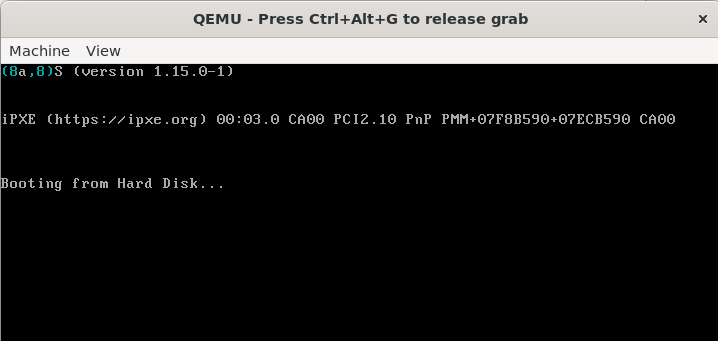 QEMU - Press Ctrl+Alt+G to release grab
Machine View
(8a,8)S (version 1.15.0-1)
iPXE (https://ipxe.org) 00:03.0 CA00 PCI2.10 PnP PMM+07F8B590+07ECB590 CA00
Booting from Hard Disk...